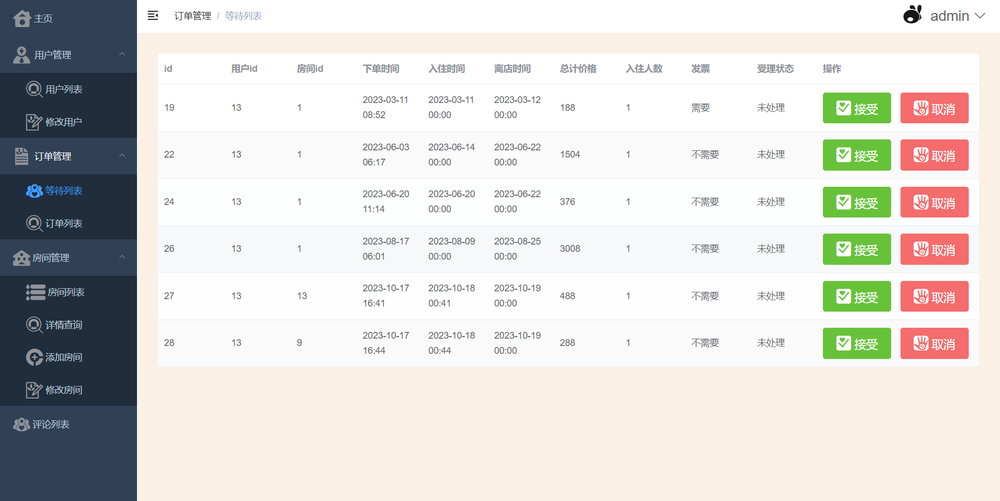 主页
用户管理
用户列表
修改用户
订单管理
等待列表
订单列表
房间管理
房间列表
详情查询
添加房间
修改房间
评论列表
订单管理 / 等待列表
admin
id 用户id 房间id 下单时间 入住时间 离店时间 总计价格 入住人数 发票 受理状态 操作
19 13 1 2023-03-11 08:52 2023-03-11 00:00 2023-03-12 00:00 188 1 需要 未处理 接受 取消
22 13 1 2023-06-03 06:17 2023-06-14 00:00 2023-06-22 00:00 1504 1 不需要 未处理 接受 取消
24 13 1 2023-06-20 11:14 2023-06-20 00:00 2023-06-22 00:00 376 1 不需要 未处理 接受 取消
26 13 1 2023-08-17 06:01 2023-08-09 00:00 2023-08-25 00:00 3008 1 不需要 未处理 接受 取消
27 13 13 2023-10-17 16:41 2023-10-18 00:41 2023-10-19 00:00 488 1 不需要 未处理 接受 取消
28 13 9 2023-10-17 16:44 2023-10-18 00:44 2023-10-19 00:00 288 1 不需要 未处理 接受 取消